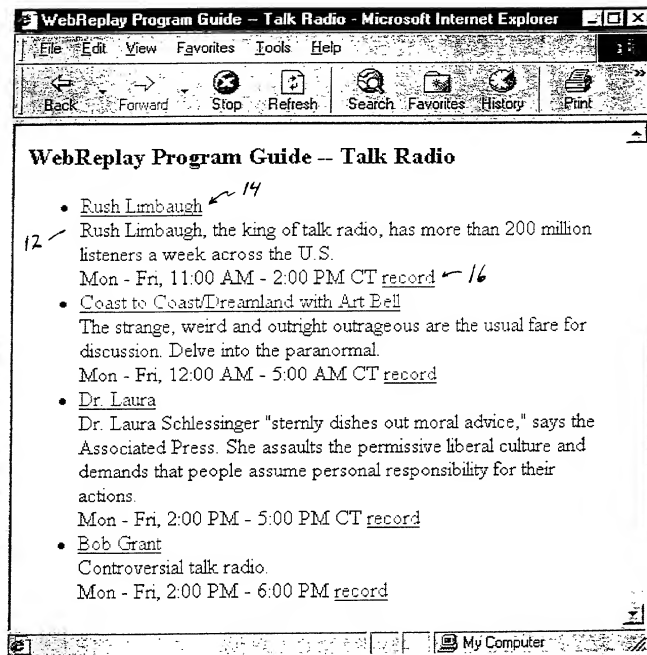 WebReplay Program Guide -- Talk Radio - Microsoft Internet Explorer
File Edit View Favorites Tools Help
Back Forward Stop Refresh Search Favorites History Print »
WebReplay Program Guide -- Talk Radio
• Rush Limbaugh 14
12 Rush Limbaugh, the king of talk radio, has more than 200 million
listeners a week across the U.S.
Mon - Fri, 11:00 AM - 2:00 PM CT record 16
• Coast to Coast/Dreamland with Art Bell
The strange, weird and outright outrageous are the usual fare for
discussion. Delve into the paranormal.
Mon - Fri, 12:00 AM - 5:00 AM CT record
• Dr. Laura
Dr. Laura Schlessinger "sternly dishes out moral advice," says the
Associated Press. She assaults the permissive liberal culture and
demands that people assume personal responsibility for their
actions.
Mon - Fri, 2:00 PM - 5:00 PM CT record
• Bob Grant
Controversial talk radio.
Mon - Fri, 2:00 PM - 6:00 PM record
My Computer